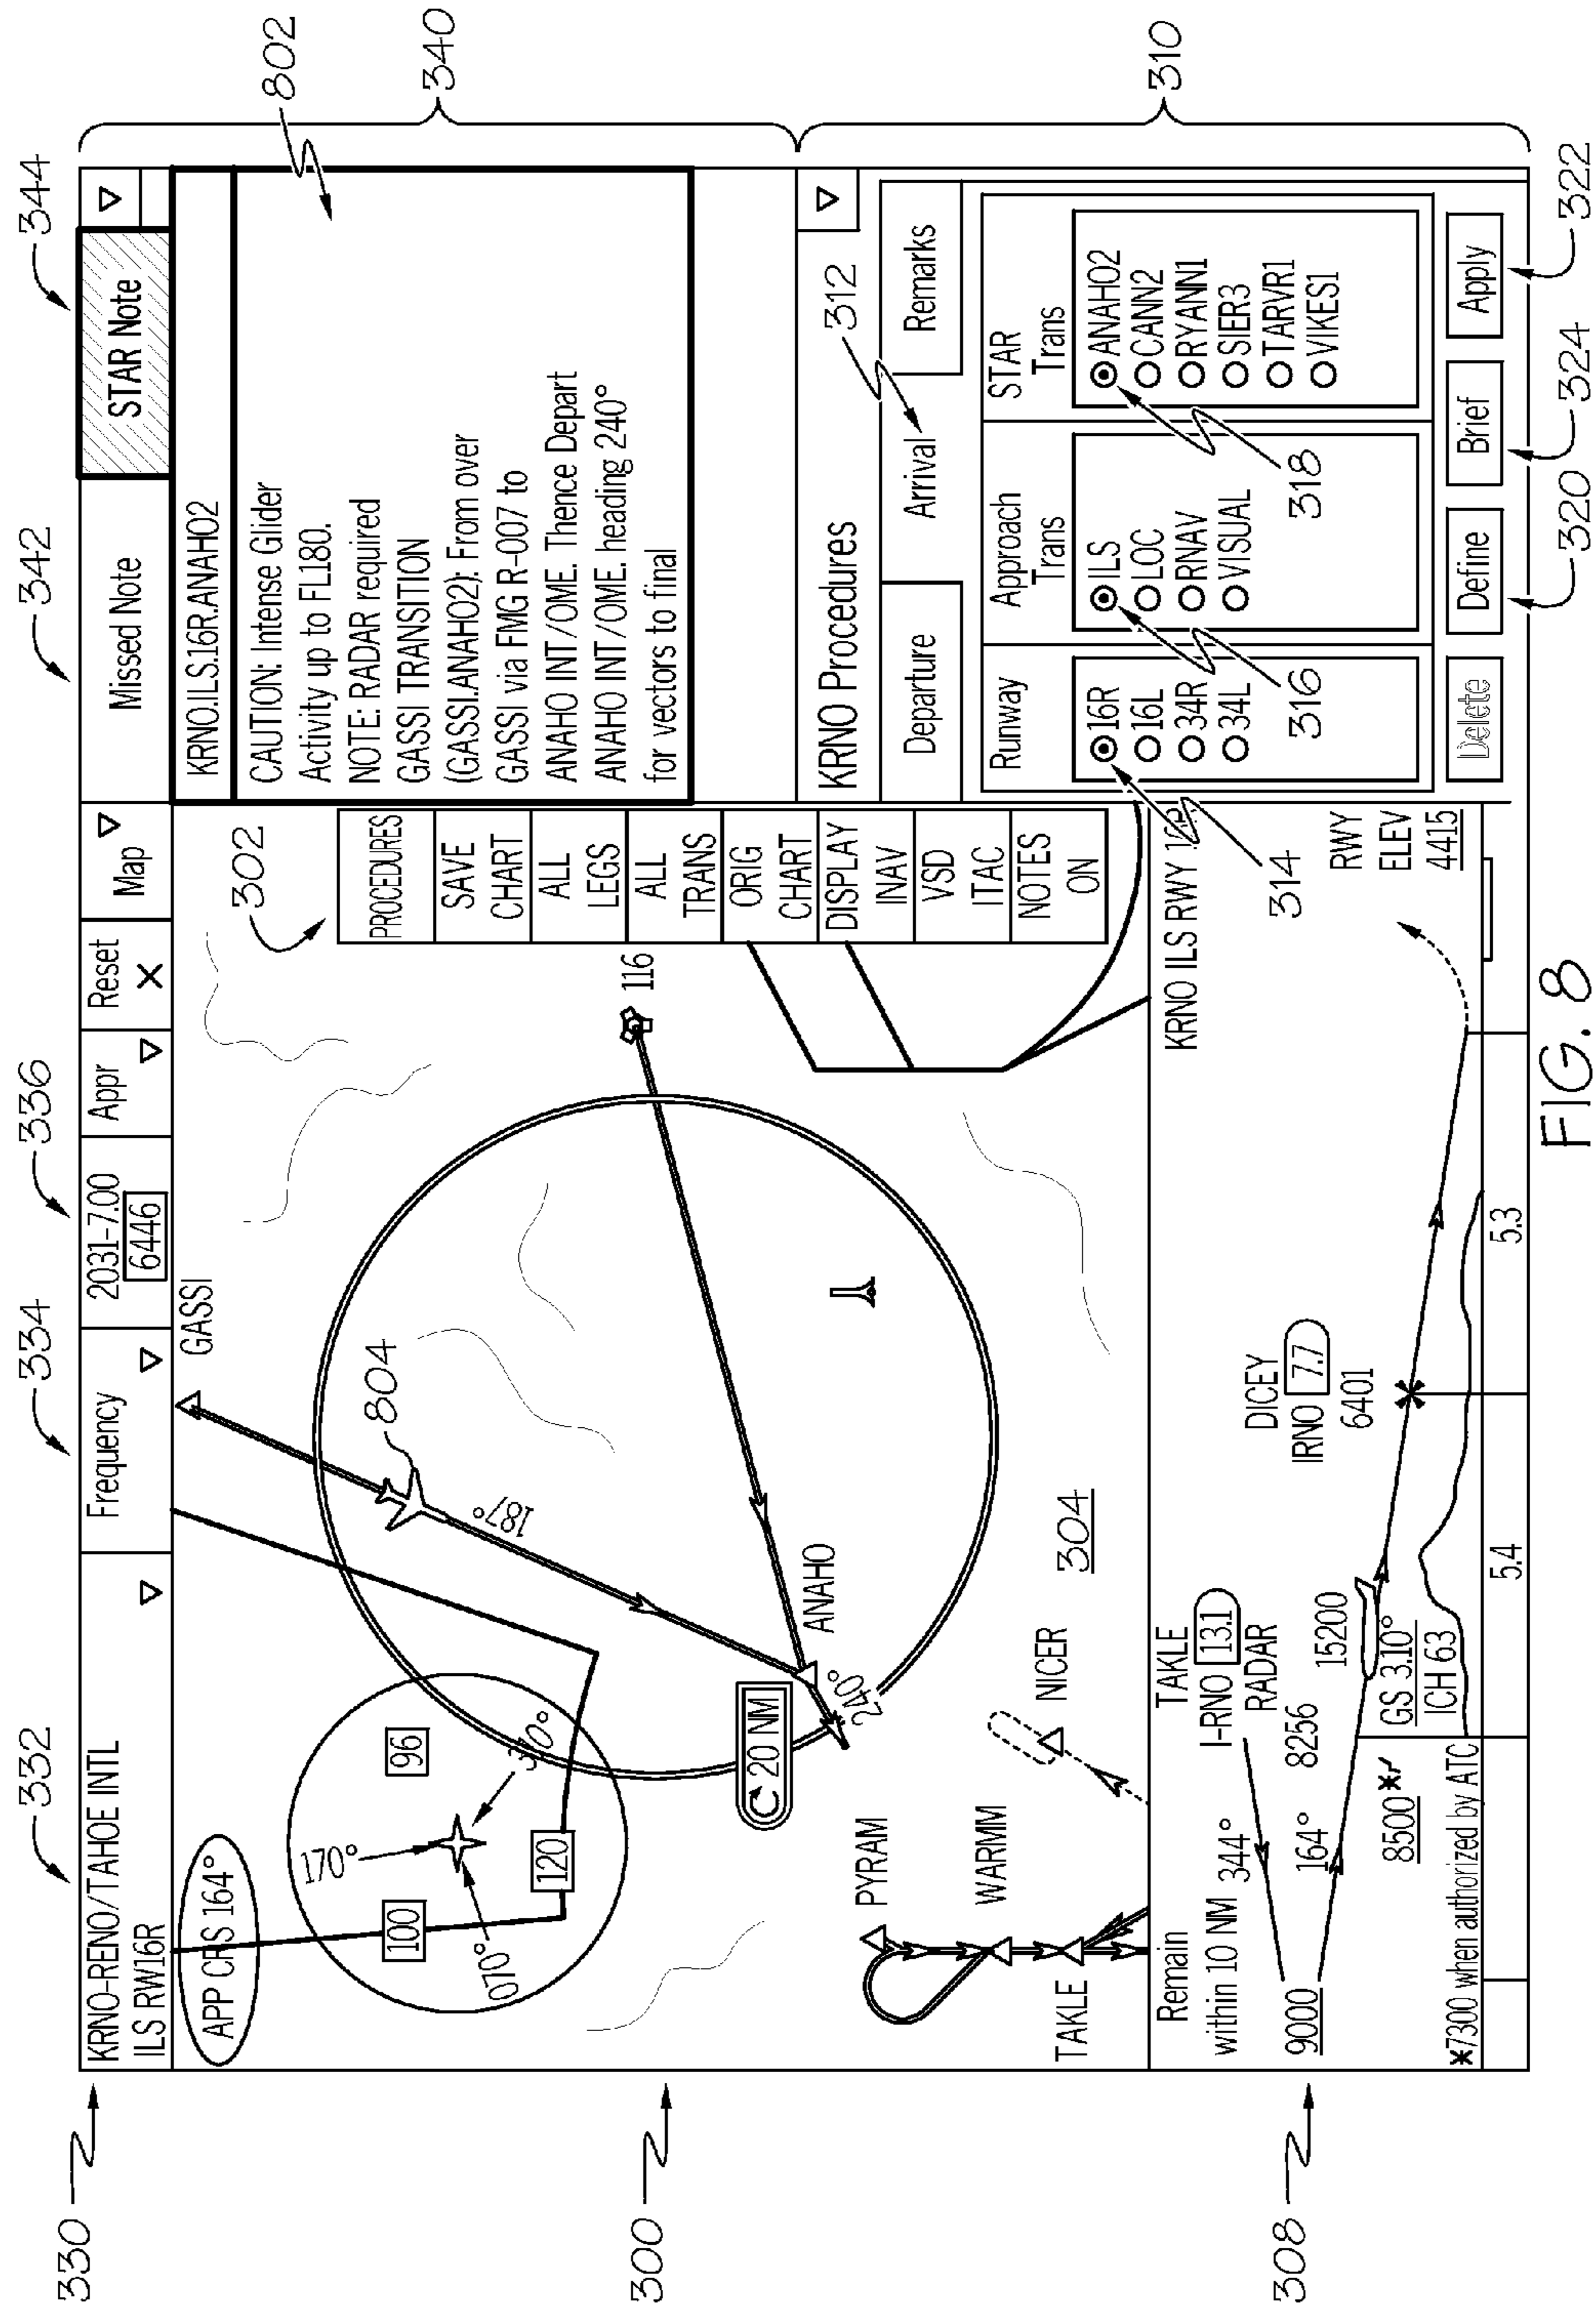 330
332
334
336
342
344
KRNO-RENO/TAHOE INTL
ILS RW16R
Frequency
2031-7.00
6446
Appr
Reset
X
Map
Missed Note
STAR Note
APP CRS 164°
170°
100
96
070°
310°
120
GASSI
804
187°
ANAHO
240°
20 NM
116
PYRAM
WARMM
TAKLE
NICER
304
302
PROCEDURES
SAVE
CHART
ALL
LEGS
ALL
TRANS
ORIG
CHART
DISPLAY
INAV
VSD
ITAC
NOTES
ON
KRNO.ILS.16R.ANAHO2
CAUTION: Intense Glider
Activity up to FL180.
NOTE: RADAR required
GASSI TRANSITION
(GASSI.ANAHO2): From over
GASSI via FMG R-007 to
ANAHO INT/OME. Thence Depart
ANAHO INT/OME. heading 240°
for vectors to final
802
340
300
308
Remain
within 10 NM
344°
164°
9000
8500*
*7300 when authorized by ATC
TAKLE
I-RNO 13.1
RADAR
8256
15200
GS 3.10°
ICH 63
DICEY
IRNO 7.7
6401
5.4
5.3
KRNO ILS RWY 16R
RWY
ELEV
4415
KRNO Procedures
312
Departure
Arrival
Remarks
Runway
16R
16L
34R
34L
Approach
Trans
ILS
LOC
RNAV
VISUAL
STAR
Trans
ANAHO2
CANN2
RYANN1
SIER3
TARVR1
VIKES1
314
316
318
Delete
Define
Brief
Apply
320
324
322
310
FIG. 8